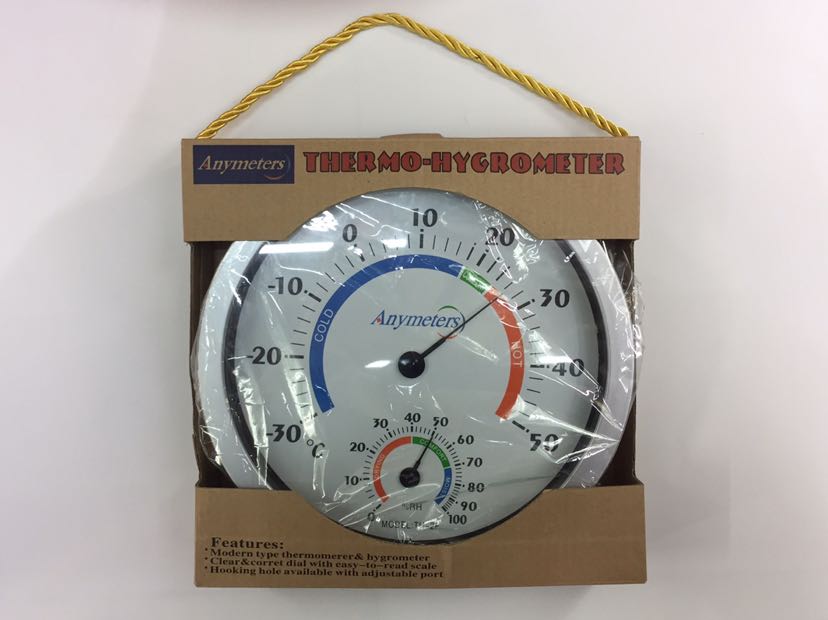 Anymeters THERMO-HYGROMETER
10
0 20
-10 30
Anymeters
COLD HOT
-20 40
-30 °C 50
40 50
30 60
20 COMFORT 70
10 80
90
0 %RH 100
MODEL
Features:
· Modern type thermomerer& hygrometer
· Clear&corret dial with easy-to-read scale
· Hooking hole available with adjustable port